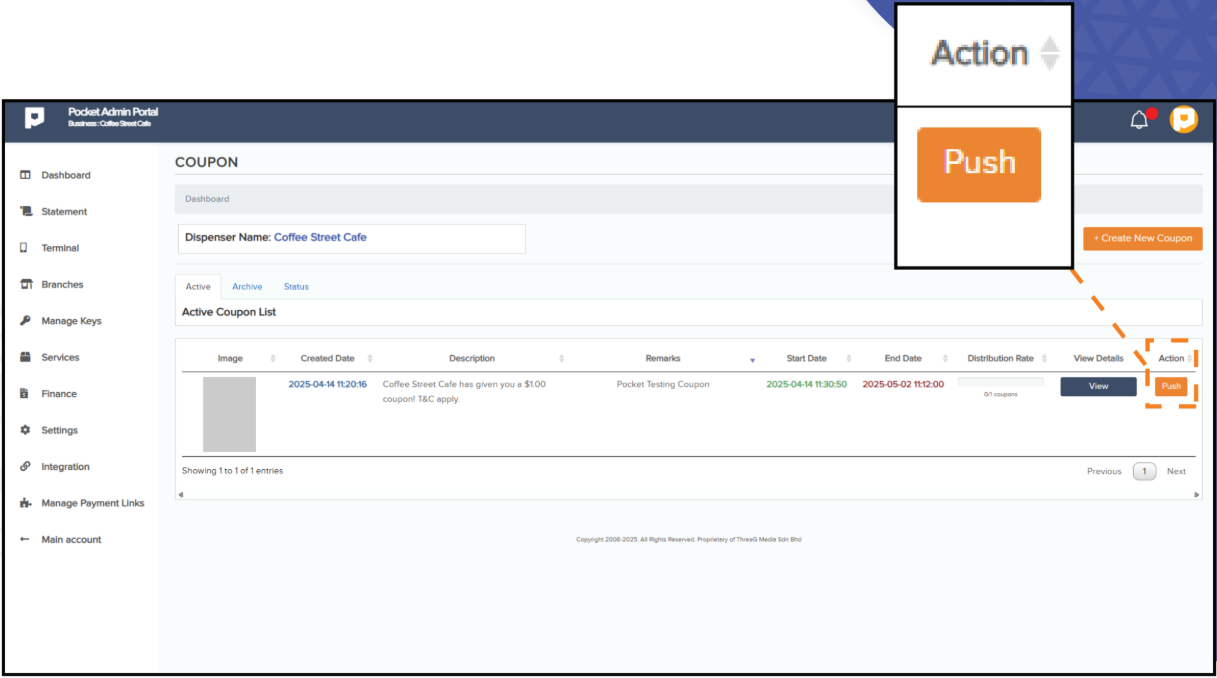 Action
Push
Pocket Admin Portal
Bussiness : Coffee Street Cafe
Dashboard
Statement
Terminal
Branches
Manage Keys
Services
Finance
Settings
Integration
Manage Payment Links
Main account
COUPON
Dashboard
Dispenser Name: Coffee Street Cafe
+ Create New Coupon
Active Archive Status
Active Coupon List
Image Created Date Description Remarks Start Date End Date Distribution Rate View Details Action
2025-04-14 11:20:16 Coffee Street Cafe has given you a $1.00 Pocket Testing Coupon 2025-04-14 11:30:50 2025-05-02 11:12:00 View Push
coupon! T&C apply. 0/1 coupons
Showing 1 to 1 of 1 entries
Previous 1 Next
Copyright 2008-2025. All Rights Reserved. Proprietary of ThreeG Media Sdn Bhd